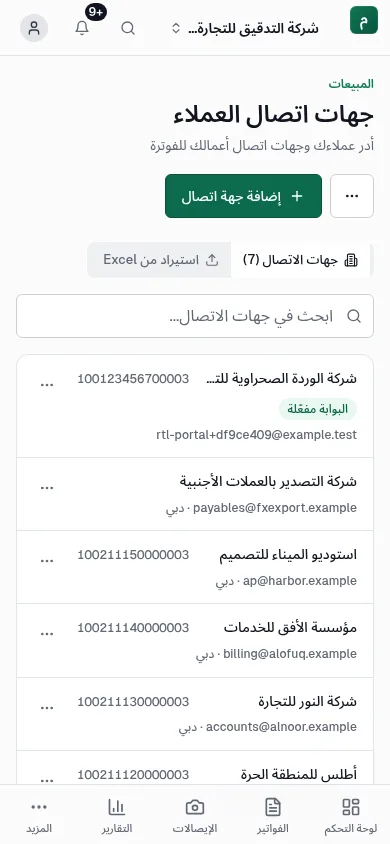 م
شركة التدقيق للتجارة...
9+
المبيعات
جهات اتصال العملاء
أدر عملاءك وجهات اتصال أعمالك للفوترة
إضافة جهة اتصال
جهات الاتصال (7)
استيراد من Excel
ابحث في جهات الاتصال...
شركة الوردة الصحراوية للتـ... 100123456700003
البوابة مفعّلة
rtl-portal+df9ce409@example.test
شركة التصدير بالعملات الأجنبية
payables@fxexport.example · دبي
استوديو الميناء للتصميم 100211150000003
ap@harbor.example · دبي
مؤسسة الأفق للخدمات 100211140000003
billing@alofuq.example · دبي
شركة النور للتجارة 100211130000003
accounts@alnoor.example · دبي
أطلس للمنطقة الحرة 100211120000003
لوحة التحكم
الفواتير
الإيصالات
التقارير
المزيد